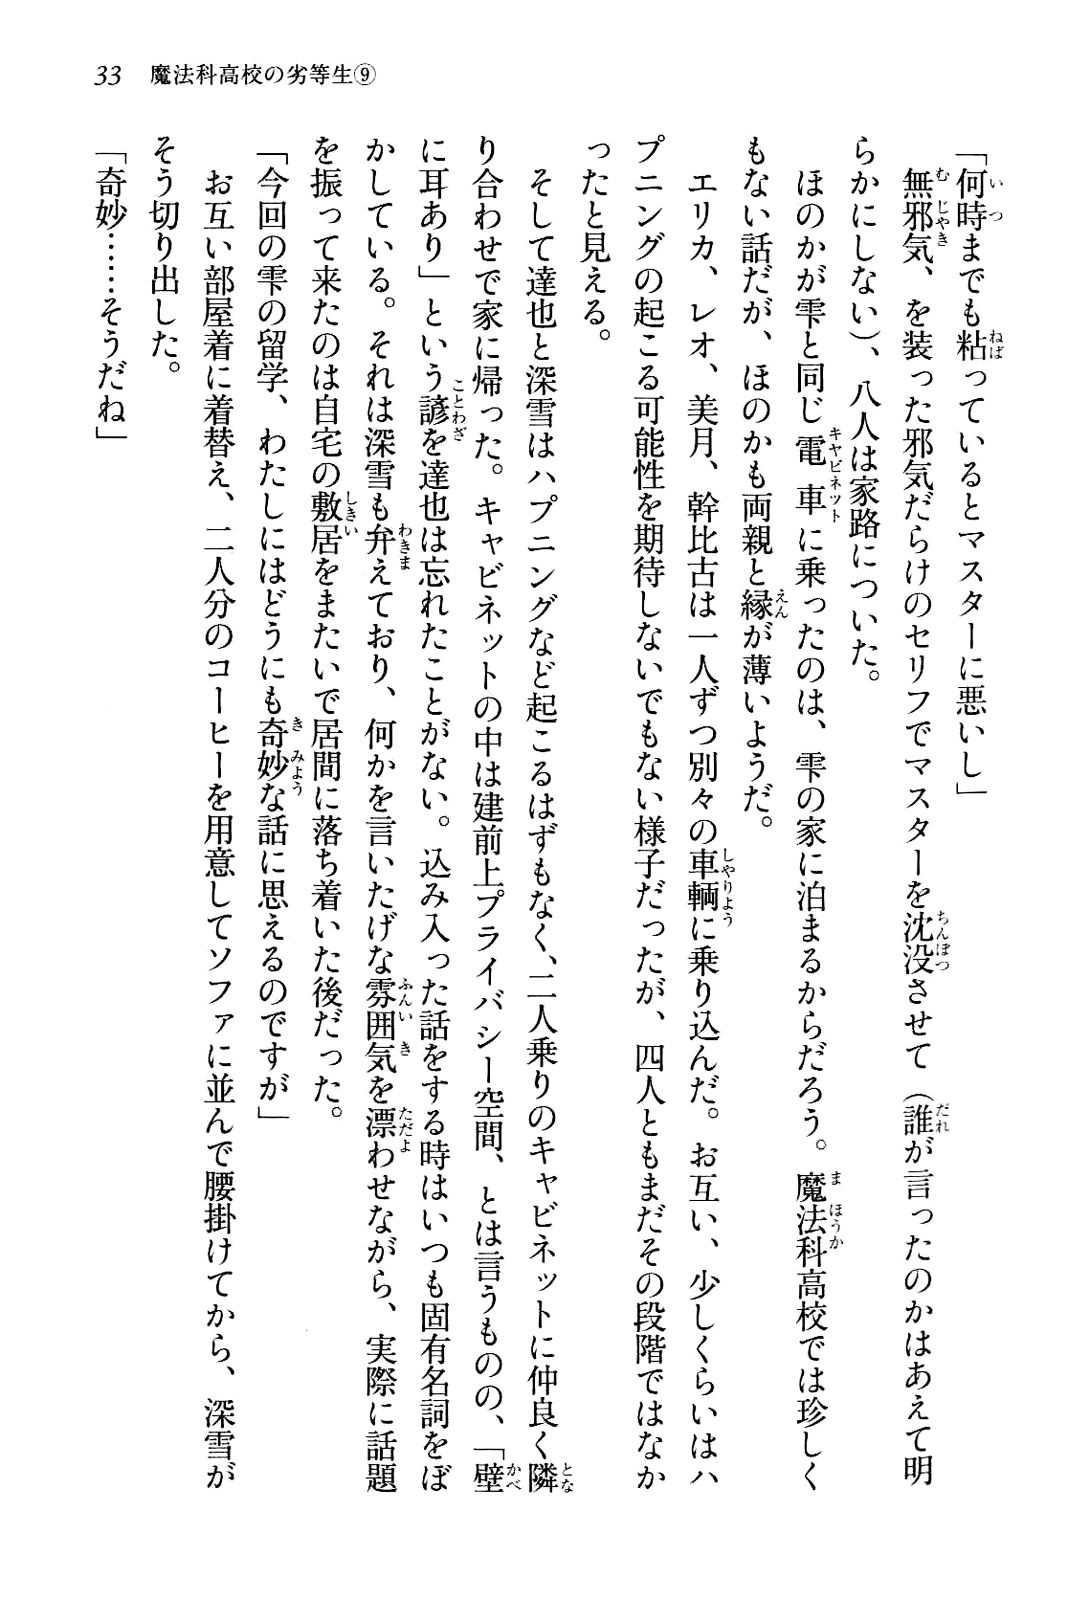 33 魔法科高校の劣等生⑨
「何時までも粘っているとマスターに悪いし」
　無邪気、を装った邪気だらけのセリフでマスターを沈没させて（誰が言ったのかはあえて明
らかにしない）、八人は家路についた。
　ほのかが雫と同じ電車に乗ったのは、雫の家に泊まるからだろう。魔法科高校では珍しく
もない話だが、ほのかも両親と縁が薄いようだ。
　エリカ、レオ、美月、幹比古は一人ずつ別々の車輌に乗り込んだ。お互い、少しくらいはハ
プニングの起こる可能性を期待しないでもない様子だったが、四人ともまだその段階ではなか
ったと見える。
　そして達也と深雪はハプニングなど起こるはずもなく、二人乗りのキャビネットに仲良く隣
り合わせで家に帰った。キャビネットの中は建前上プライバシー空間、とは言うものの、「壁
に耳あり」という諺を達也は忘れたことがない。込み入った話をする時はいつも固有名詞をぼ
かしている。それは深雪も弁えており、何かを言いたげな雰囲気を漂わせながら、実際に話題
を振って来たのは自宅の敷居をまたいで居間に落ち着いた後だった。
「今回の雫の留学、わたしにはどうにも奇妙な話に思えるのですが」
　お互い部屋着に着替え、二人分のコーヒーを用意してソファに並んで腰掛けてから、深雪が
そう切り出した。
「奇妙……そうだね」